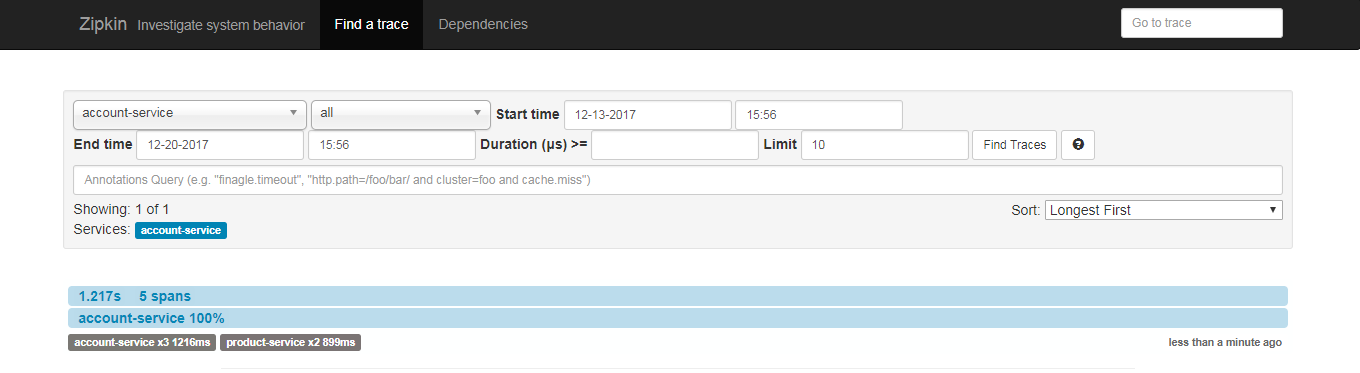 Zipkin Investigate system behavior Find a trace Dependencies Go to trace
account-service all Start time 12-13-2017 15:56
End time 12-20-2017 15:56 Duration (μs) >= Limit 10 Find Traces ?
Annotations Query (e.g. "finagle.timeout", "http.path=/foo/bar/ and cluster=foo and cache.miss")
Showing: 1 of 1 Sort: Longest First
Services: account-service
1.217s 5 spans
account-service 100%
account-service x3 1216ms product-service x2 899ms less than a minute ago